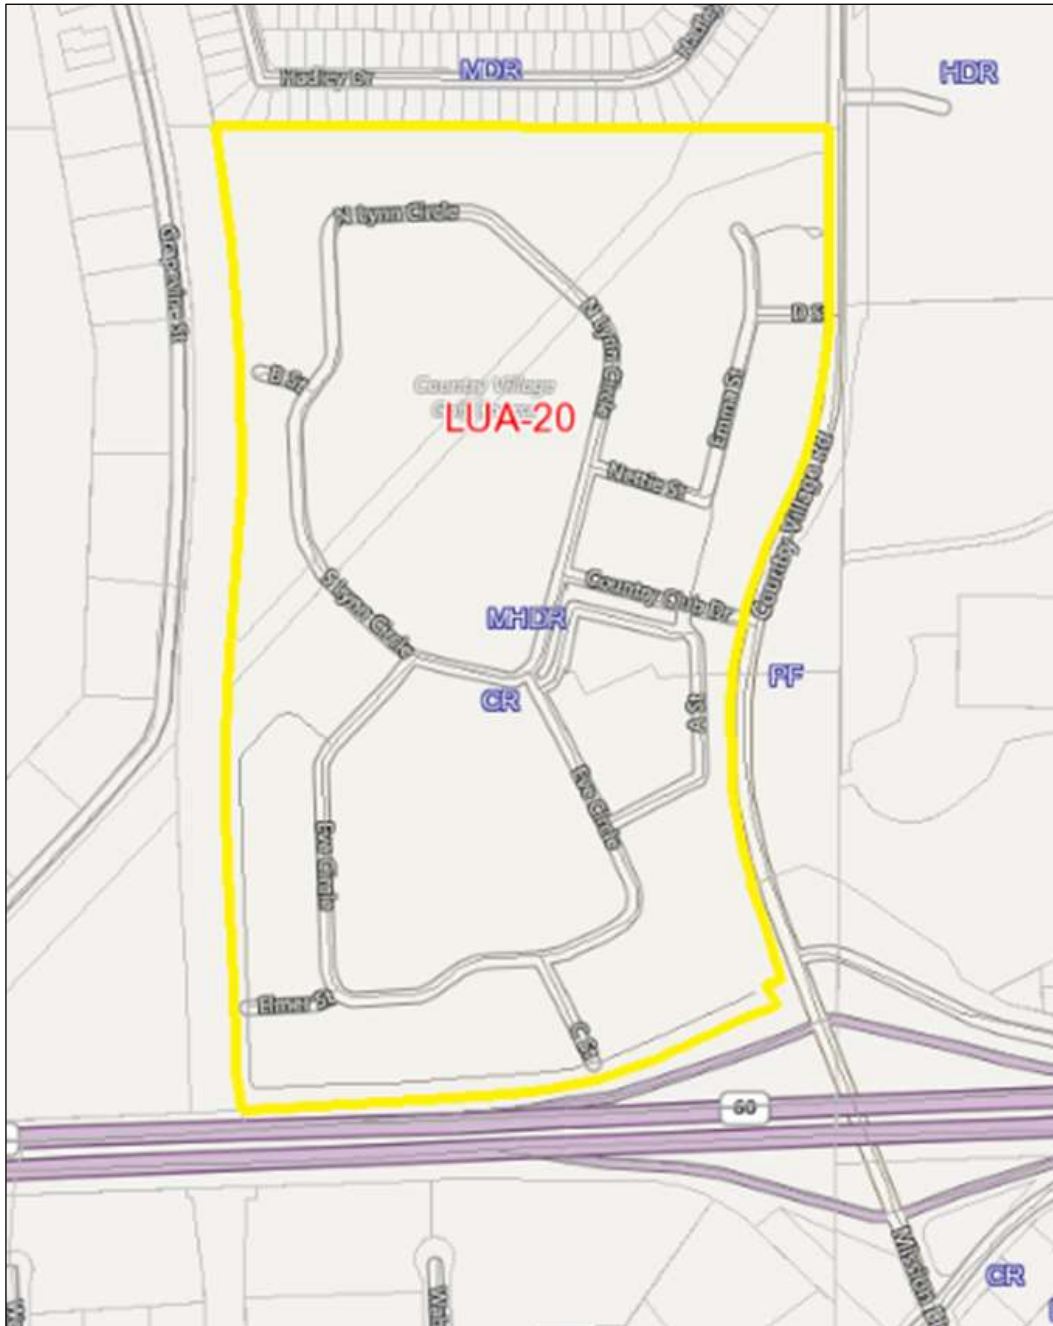 Hadley
Hadley Dr
MDR
HDR
N Lynn Circle
Grapevine St
N Lynn Circle
D St
B St
Emma St
Country Village
LUA-20
Nettie St
Country Village Rd
S Lynn Circle
Country Club Dr
MHDR
PF
CR
A St
Eve Circle
Eve Circle
Elmer St
C St
60
Mission
CR